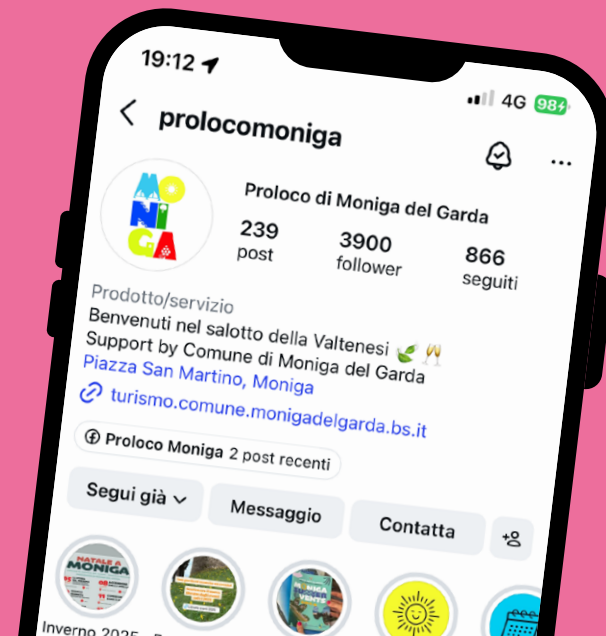 19:12
4G 98
prolocomoniga
MO
NI
GA
Proloco di Moniga del Garda
239 3900 866
post follower seguiti
Prodotto/servizio
Benvenuti nel salotto della Valtenesi 🌿🥂
Support by Comune di Moniga del Garda
Piazza San Martino, Moniga
turismo.comune.monigadelgarda.bs.it
Proloco Moniga 2 post recenti
Segui già Messaggio Contatta
NATALE A
MONIGA
Inverno 2025